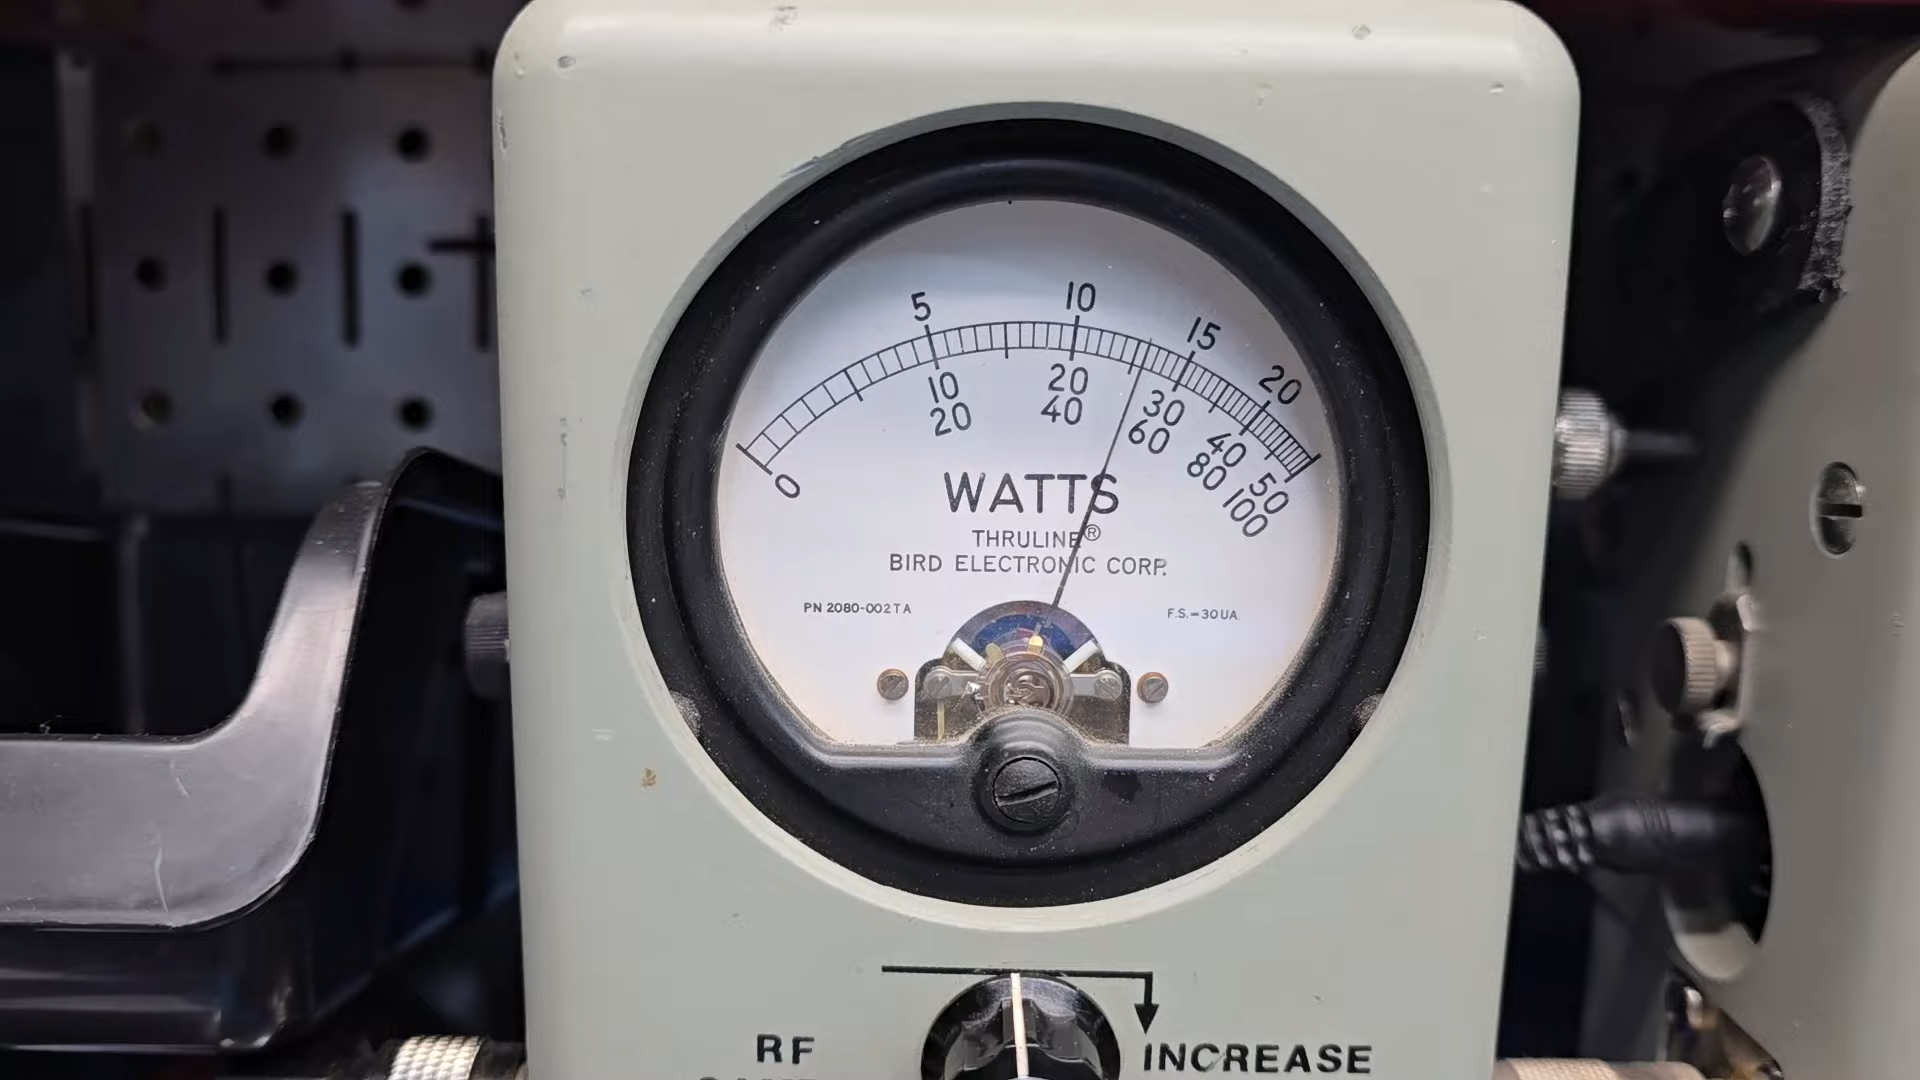 5 10 15 20
0 10 20 30 40 50
20 40 60 80 100
WATTS
THRULINE®
BIRD ELECTRONIC CORP.
PN 2080-002TA
F.S.=30UA.
RF
INCREASE